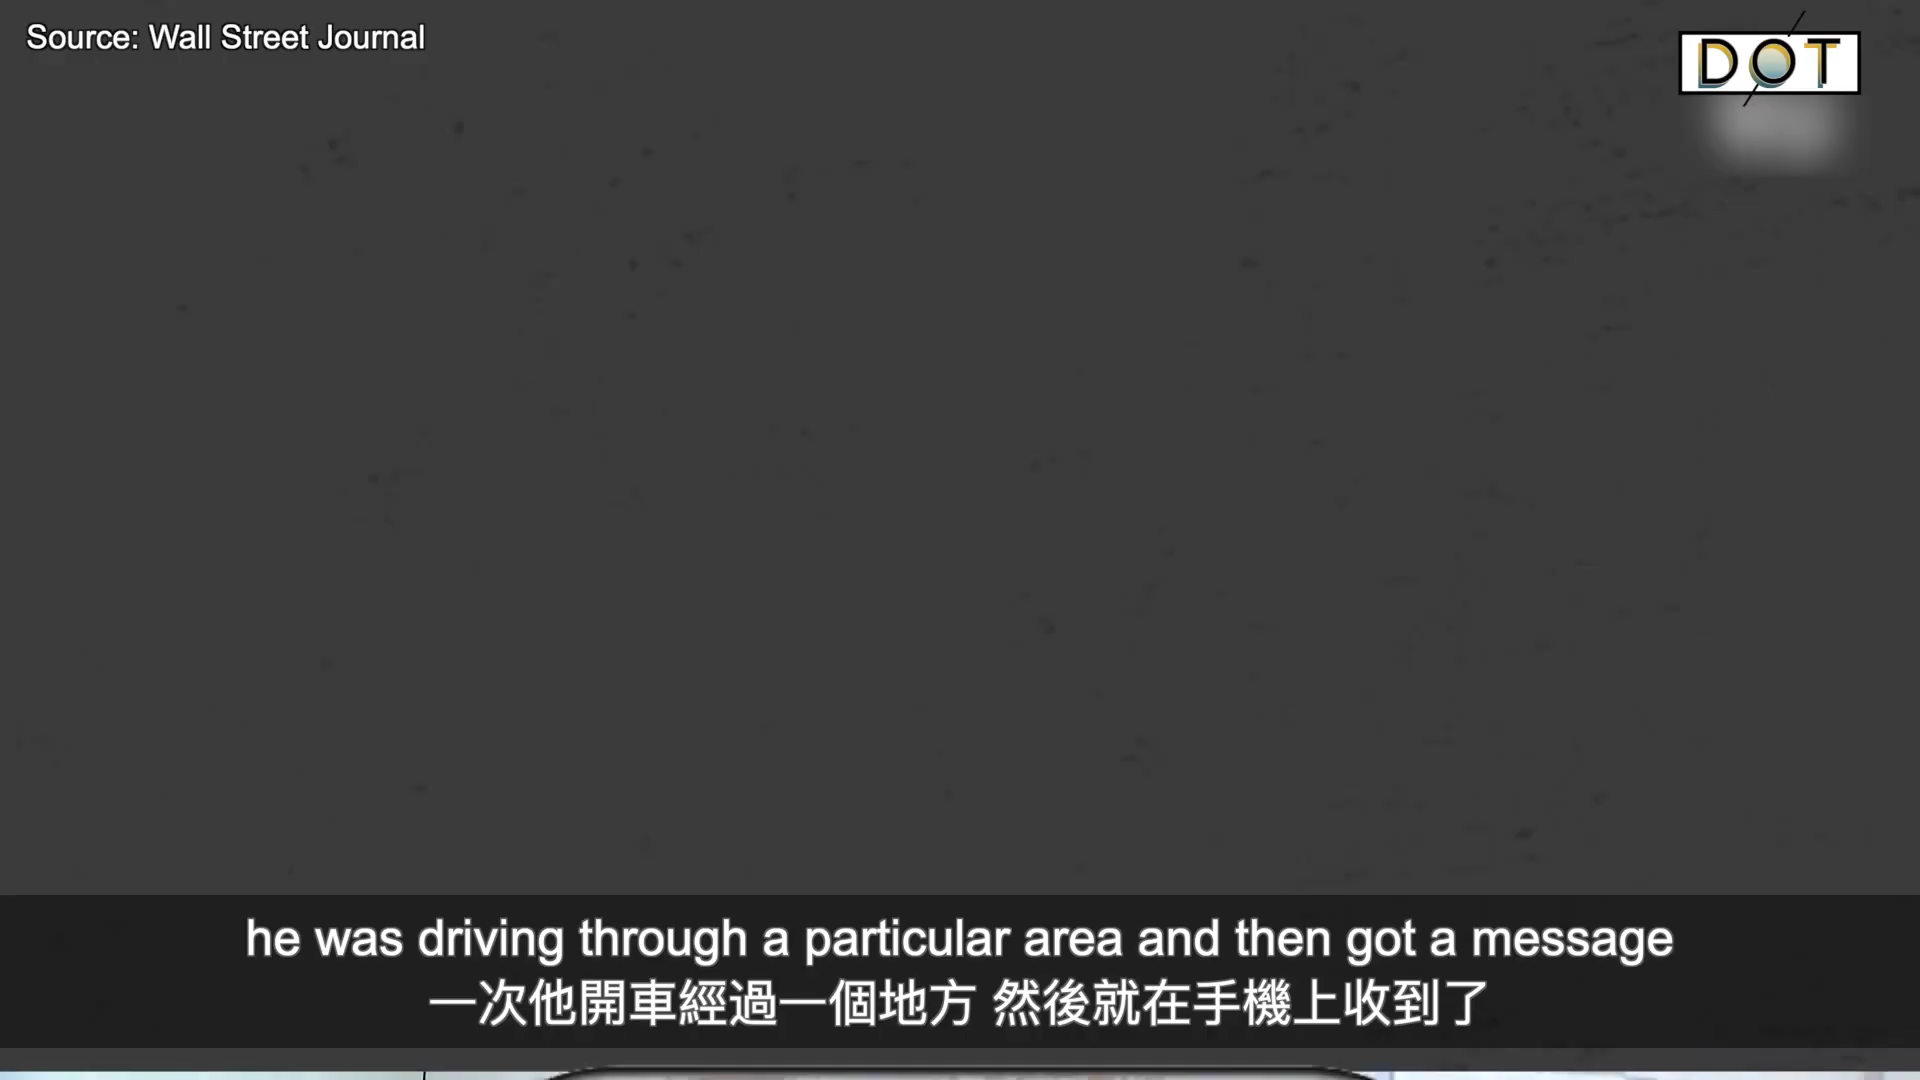 Source: Wall Street Journal
DOT
he was driving through a particular area and then got a message
一次他開車經過一個地方 然後就在手機上收到了